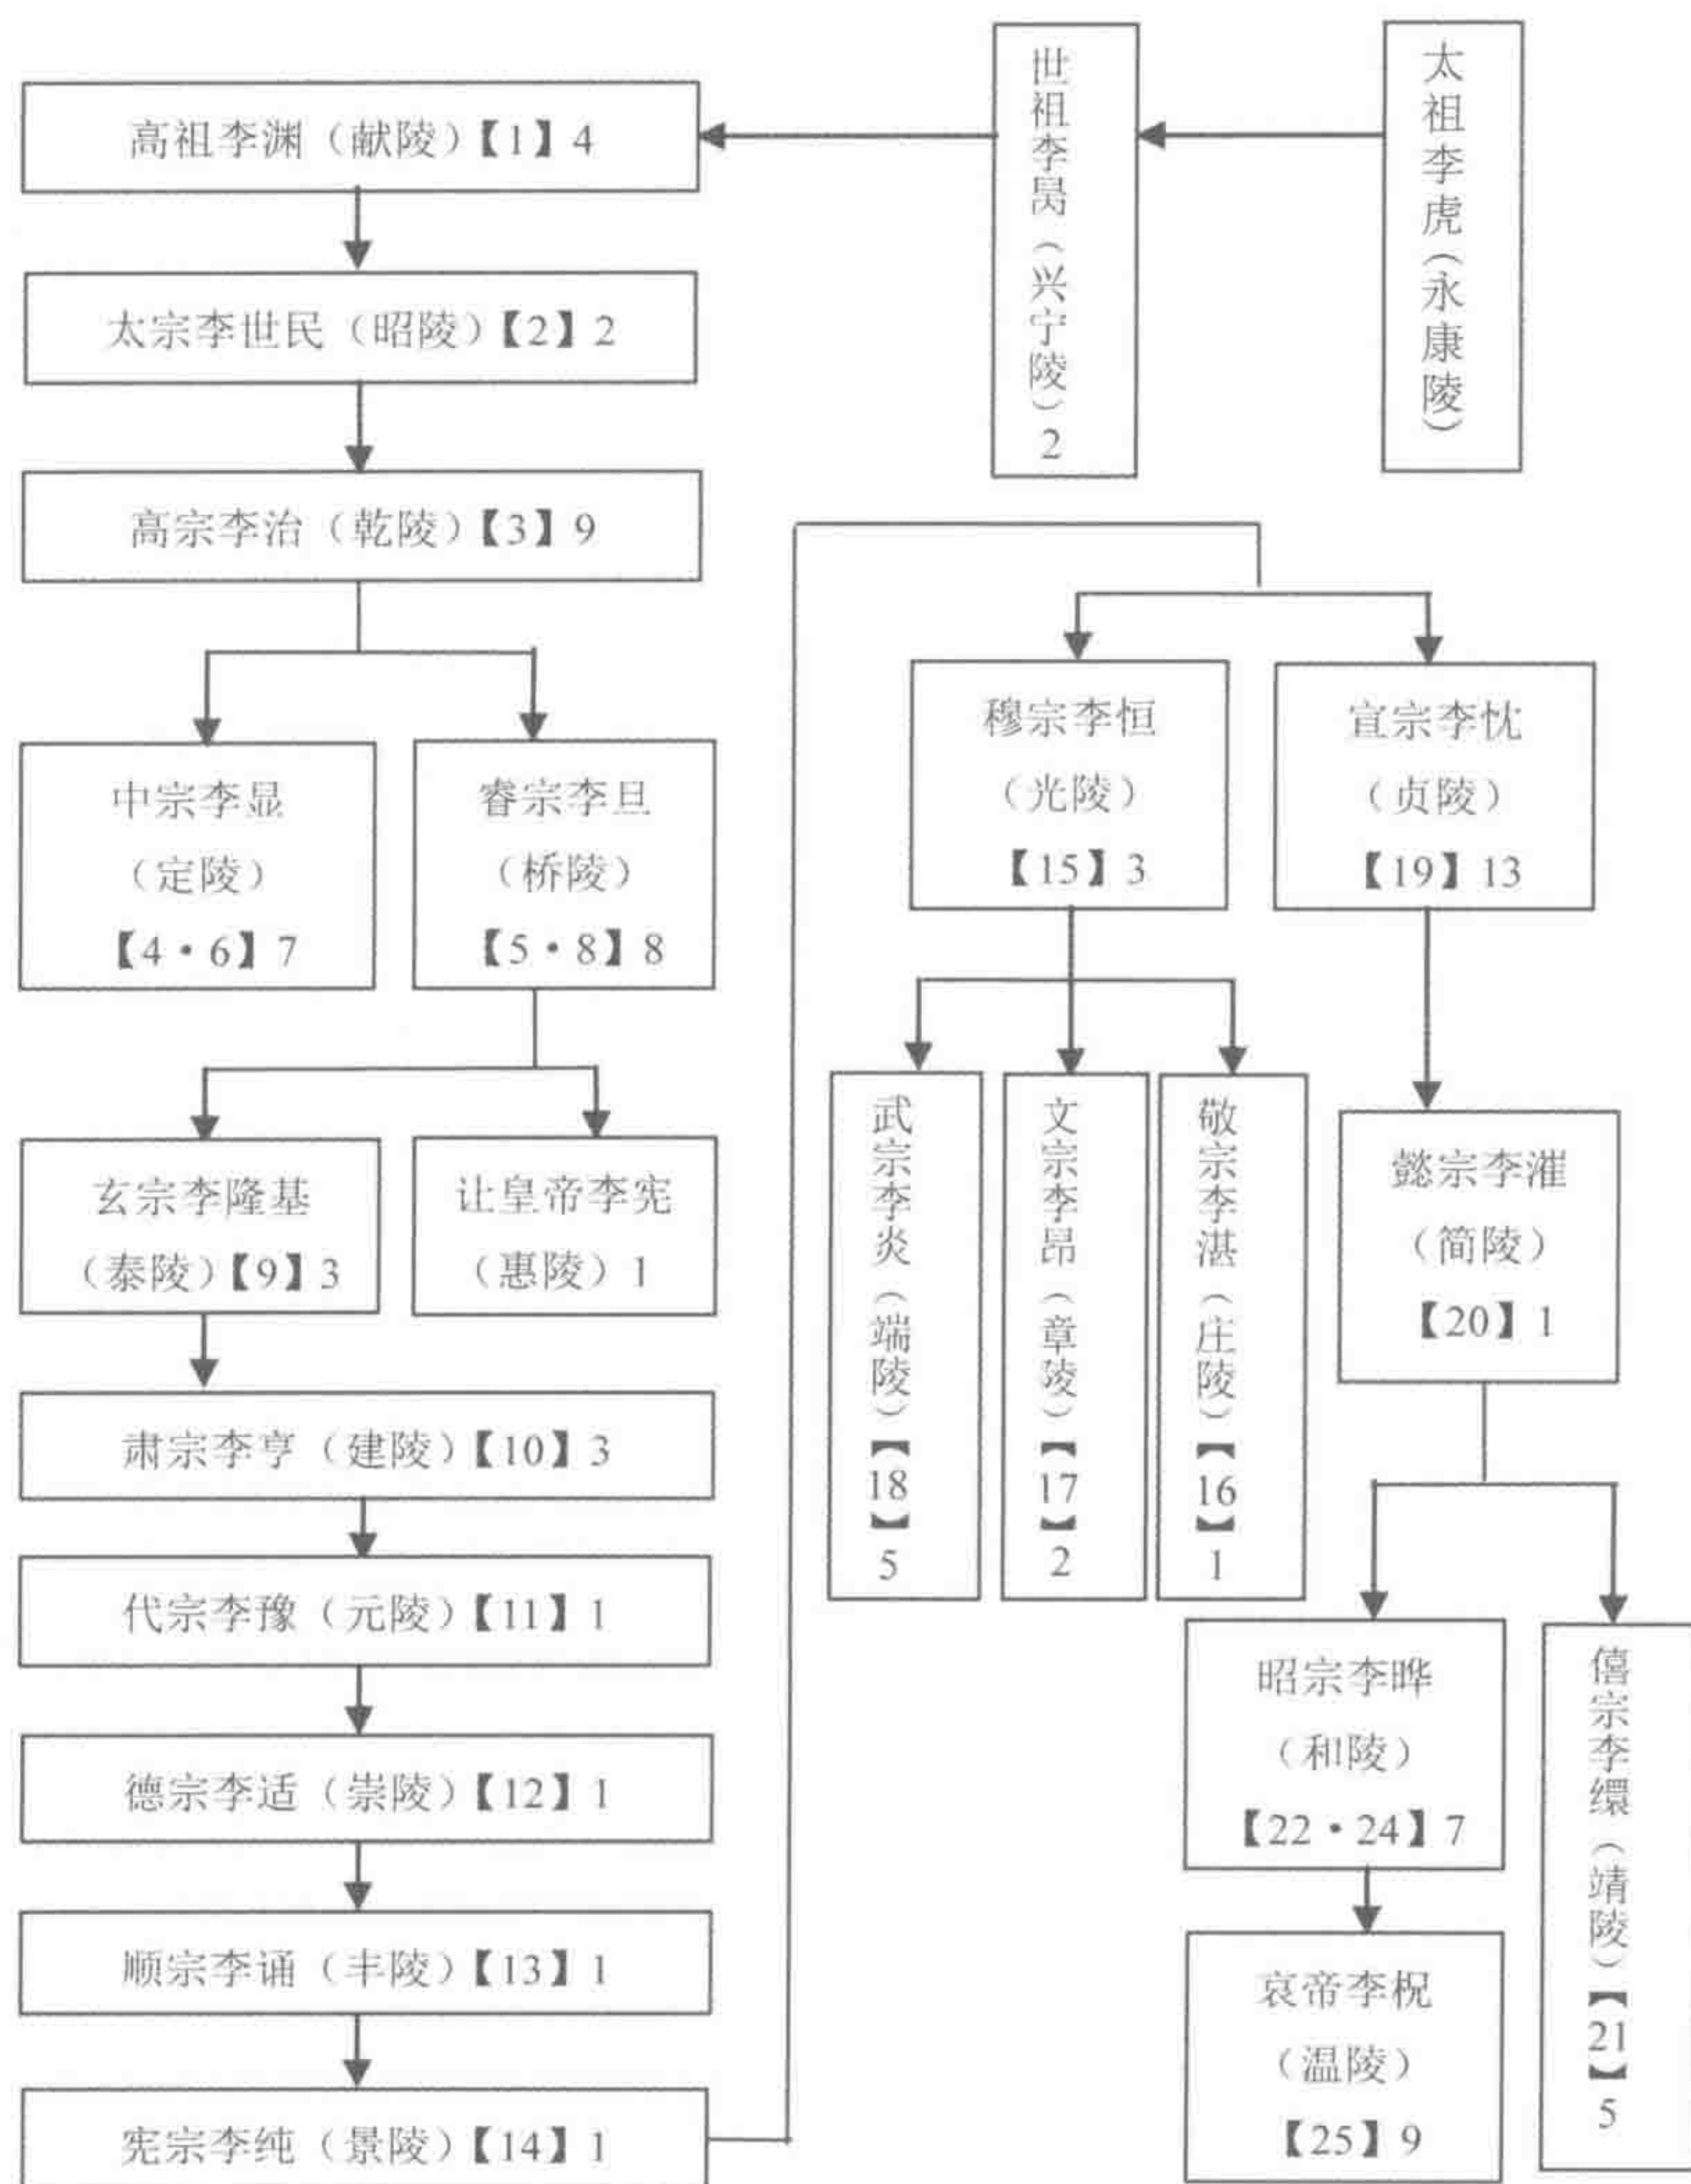 高祖李渊（献陵）【1】4
世祖李昺（兴宁陵）2
太祖李虎（永康陵）
太宗李世民（昭陵）【2】2
高宗李治（乾陵）【3】9
中宗李显
（定陵）
【4·6】7
睿宗李旦
（桥陵）
【5·8】8
玄宗李隆基
（泰陵）【9】3
让皇帝李宪
（惠陵）1
肃宗李亨（建陵）【10】3
代宗李豫（元陵）【11】1
德宗李适（崇陵）【12】1
顺宗李诵（丰陵）【13】1
宪宗李纯（景陵）【14】1
穆宗李恒
（光陵）
【15】3
宣宗李忱
（贞陵）
【19】13
武宗李炎（端陵）【18】5
文宗李昂（章陵）【17】2
敬宗李湛（庄陵）【16】1
懿宗李漼
（简陵）
【20】1
昭宗李晔
（和陵）
【22·24】7
僖宗李缳（靖陵）【21】5
哀帝李柷
（温陵）
【25】9